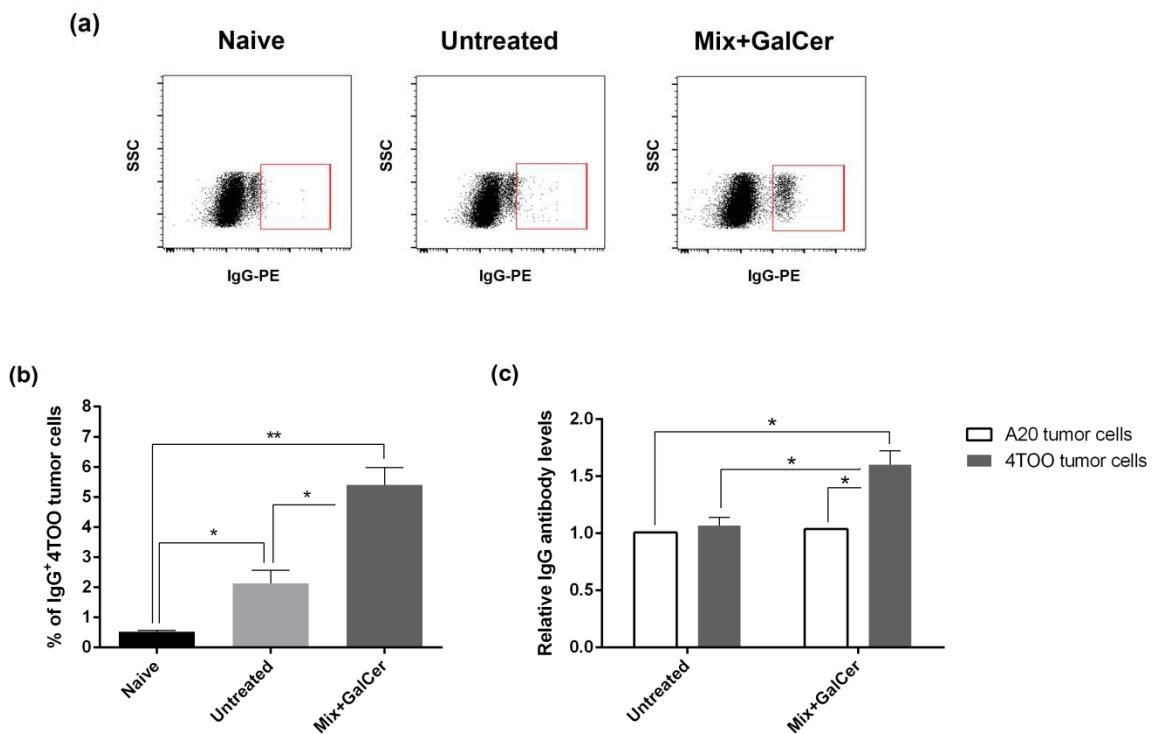 (a)
Naive
Untreated
Mix+GalCer
SSC
SSC
SSC
IgG-PE
IgG-PE
IgG-PE
(b)
% of IgG+ 4TOO tumor cells
8
7
6
5
4
3
2
1
0
**
*
*
Naive
Untreated
Mix+GalCer
(c)
Relative IgG antibody levels
2.0
1.5
1.0
0.5
0.0
*
*
*
Untreated
Mix+GalCer
A20 tumor cells
4TOO tumor cells